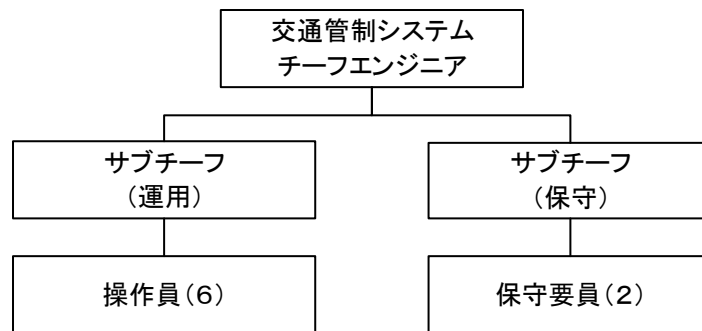 交通管制システム
チーフエンジニア
サブチーフ
（運用）
サブチーフ
（保守）
操作員（６）
保守要員（２）